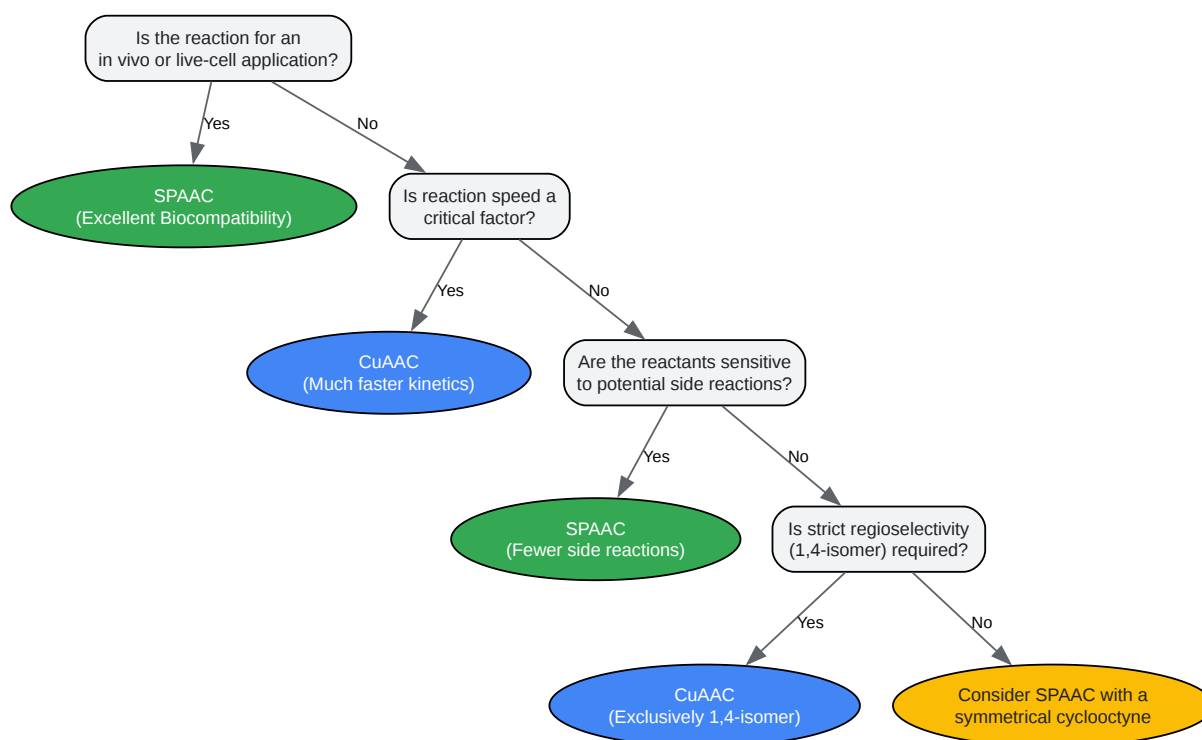 Is the reaction for an
in vivo or live-cell application?
Yes
No
SPAAC
(Excellent Biocompatibility)
Is reaction speed a
critical factor?
Yes
No
CuAAC
(Much faster kinetics)
Are the reactants sensitive
to potential side reactions?
Yes
No
SPAAC
(Fewer side reactions)
Is strict regioselectivity
(1,4-isomer) required?
Yes
No
CuAAC
(Exclusively 1,4-isomer)
Consider SPAAC with a
symmetrical cyclooctyne